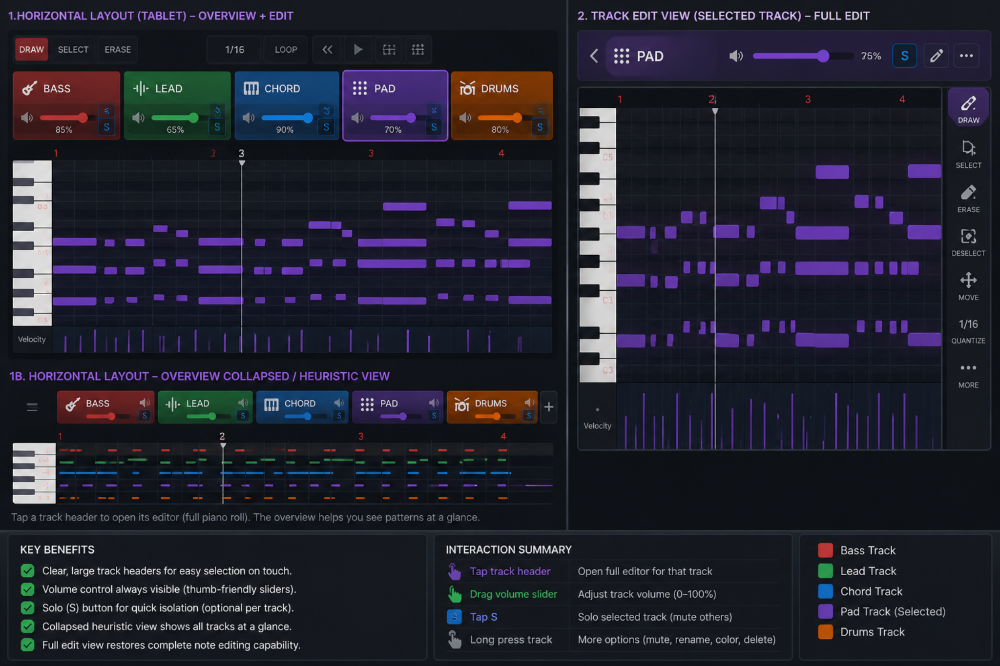 1.HORIZONTAL LAYOUT (TABLET) – OVERVIEW + EDIT
DRAW SELECT ERASE 1/16 LOOP
BASS LEAD CHORD PAD DRUMS
85% S 65% S 90% S 70% S 80% S
1 2 3 3 4
Velocity
1B. HORIZONTAL LAYOUT – OVERVIEW COLLAPSED / HEURISTIC VIEW
BASS LEAD CHORD PAD DRUMS +
S S S S S
1 2 3 4
Tap a track header to open its editor (full piano roll). The overview helps you see patterns at a glance.
2. TRACK EDIT VIEW (SELECTED TRACK) – FULL EDIT
PAD 75% S
1 2 3 4
DRAW
SELECT
ERASE
DESELECT
MOVE
1/16
QUANTIZE
MORE
C3
C3
Velocity
KEY BENEFITS
Clear, large track headers for easy selection on touch.
Volume control always visible (thumb-friendly sliders).
Solo (S) button for quick isolation (optional per track).
Collapsed heuristic view shows all tracks at a glance.
Full edit view restores complete note editing capability.
INTERACTION SUMMARY
Tap track header Open full editor for that track
Drag volume slider Adjust track volume (0–100%)
S Tap S Solo selected track (mute others)
Long press track More options (mute, rename, color, delete)
Bass Track
Lead Track
Chord Track
Pad Track (Selected)
Drums Track